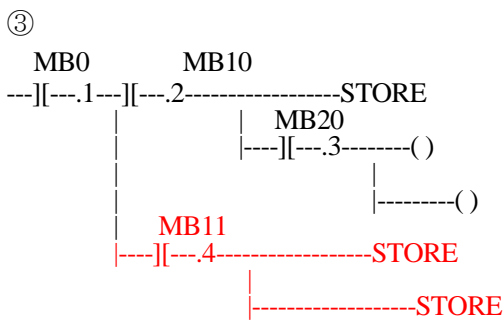 ③
MB0 MB10
---][---.1---][---.2------------------STORE
| | MB20
| |----][---.3--------( )
| |
| |---------( )
| MB11
|----][---.4------------------STORE
|
|------------------STORE